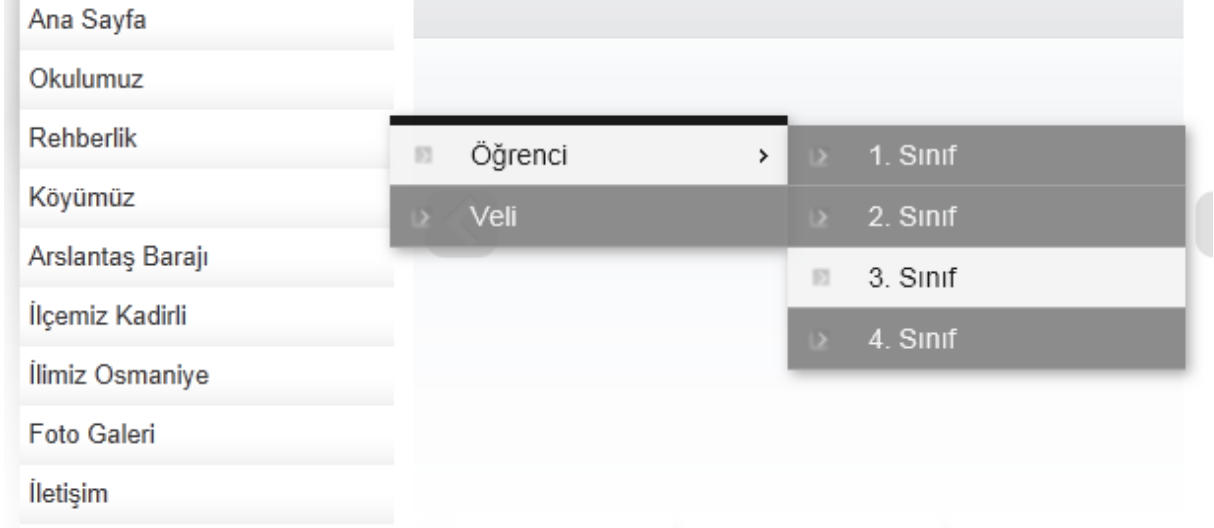 Ana Sayfa
Okulumuz
Rehberlik
Köyümüz
Arslantaş Barajı
İlçemiz Kadirli
İlimiz Osmaniye
Foto Galeri
İletişim
Öğrenci
Veli
1. Sınıf
2. Sınıf
3. Sınıf
4. Sınıf